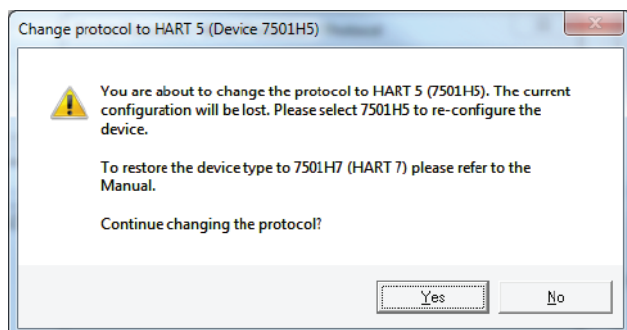 Change protocol to HART 5 (Device 7501H5)
You are about to change the protocol to HART 5 (7501H5). The current
configuration will be lost. Please select 7501H5 to re-configure the
device.
To restore the device type to 7501H7 (HART 7) please refer to the
Manual.
Continue changing the protocol?
Yes
No